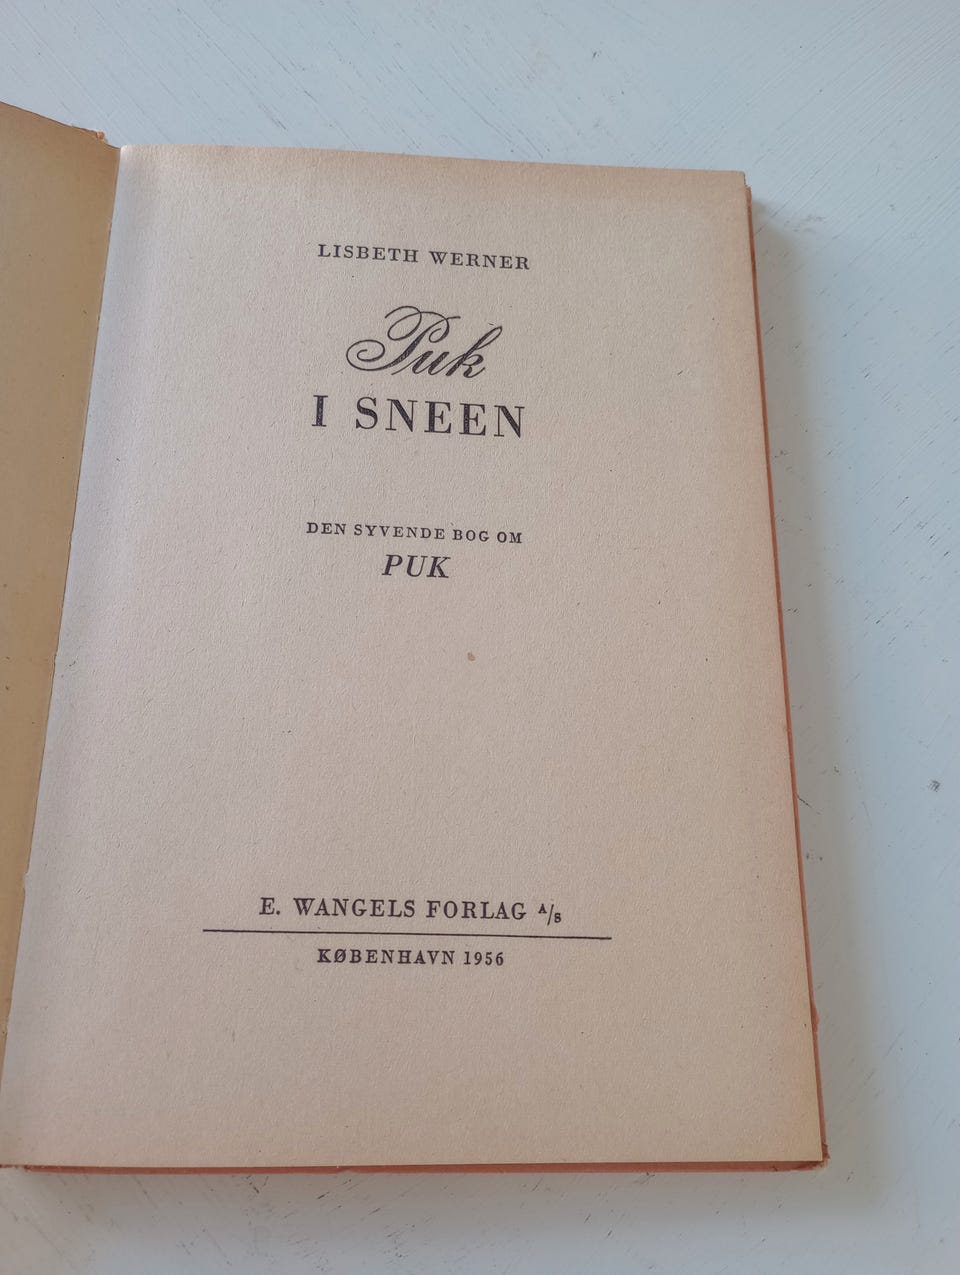 LISBETH WERNER
Puk
I SNEEN
DEN SYVENDE BOG OM
PUK
E. WANGELS FORLAG A/S
KØBENHAVN 1956